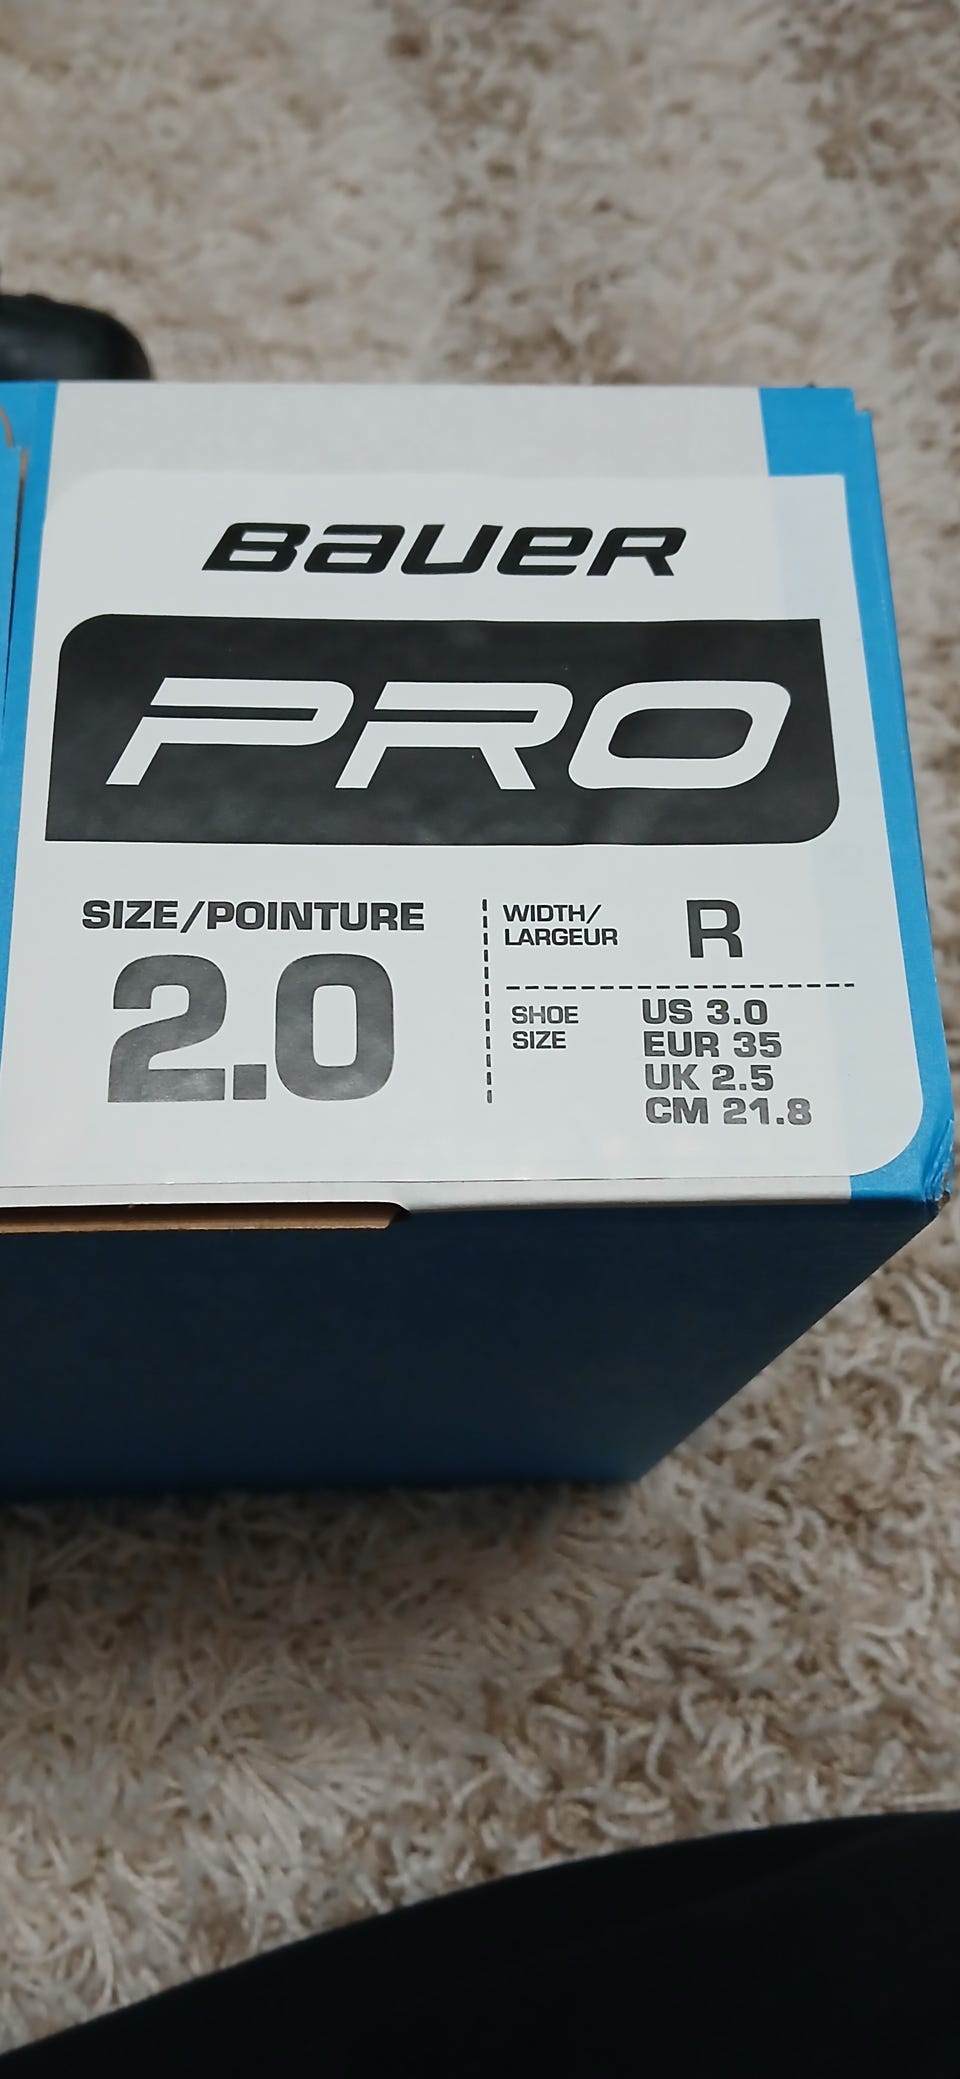 BAUER
PRO
SIZE/POINTURE
2.0
WIDTH/
LARGEUR
R
SHOE
SIZE
US 3.0
EUR 35
UK 2.5
CM 21.8